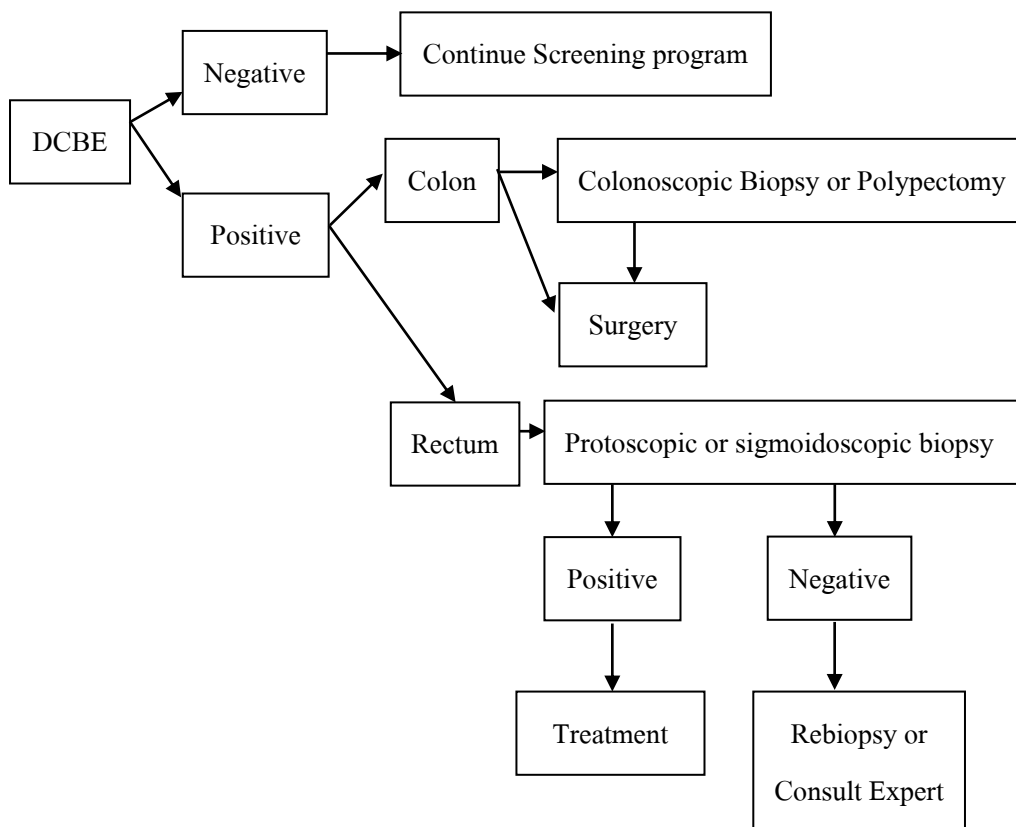 Continue Screening program
Negative
DCBE
Colon
Colonoscopic Biopsy or Polypectomy
Positive
Surgery
Rectum
Protoscopic or sigmoidoscopic biopsy
Positive
Negative
Treatment
Rebiopsy or
Consult Expert